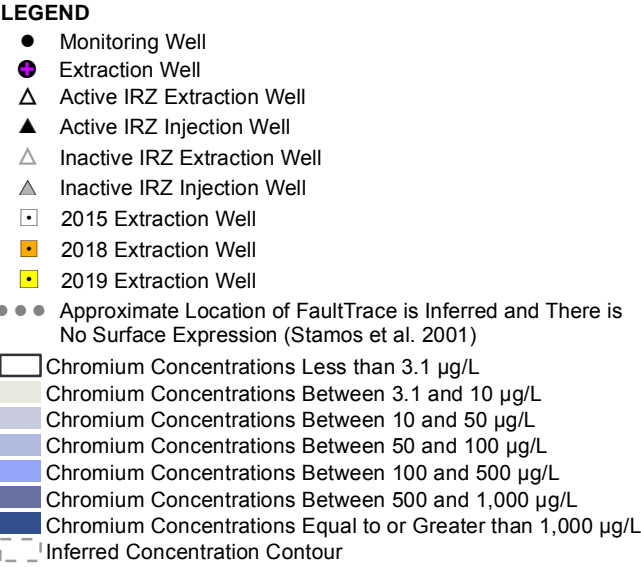 LEGEND
Monitoring Well
Extraction Well
Active IRZ Extraction Well
Active IRZ Injection Well
Inactive IRZ Extraction Well
Inactive IRZ Injection Well
2015 Extraction Well
2018 Extraction Well
2019 Extraction Well
Approximate Location of FaultTrace is Inferred and There is
No Surface Expression (Stamos et al. 2001)
Chromium Concentrations Less than 3.1 µg/L
Chromium Concentrations Between 3.1 and 10 µg/L
Chromium Concentrations Between 10 and 50 µg/L
Chromium Concentrations Between 50 and 100 µg/L
Chromium Concentrations Between 100 and 500 µg/L
Chromium Concentrations Between 500 and 1,000 µg/L
Chromium Concentrations Equal to or Greater than 1,000 µg/L
Inferred Concentration Contour